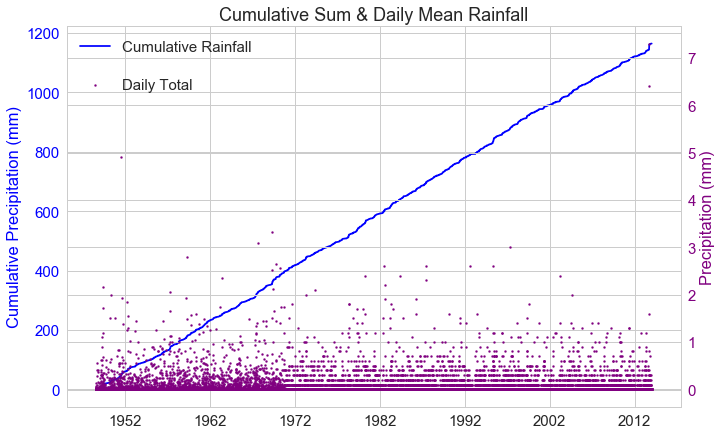 Cumulative Sum & Daily Mean Rainfall
Cumulative Rainfall
Daily Total
Cumulative Precipitation (mm)
1200
1000
800
600
400
200
0
Precipitation (mm)
7
6
5
4
3
2
1
0
1952 1962 1972 1982 1992 2002 2012